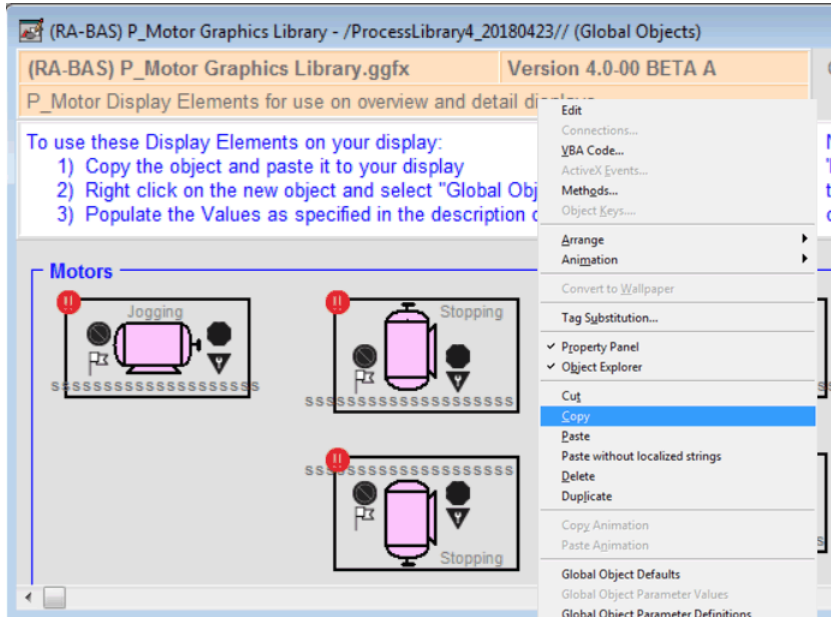 (RA-BAS) P_Motor Graphics Library - /ProcessLibrary4_20180423// (Global Objects)
(RA-BAS) P_Motor Graphics Library.ggfx
Version 4.0-00 BETA A
P_Motor Display Elements for use on overview and detail displays
To use these Display Elements on your display:
1) Copy the object and paste it to your display
2) Right click on the new object and select "Global Obj
3) Populate the Values as specified in the description
Motors
Jogging
ssssssssssssssssssss
Stopping
ssssssssssssssssssss
ssssssssssssssssssss
Stopping
Edit
Connections...
VBA Code...
ActiveX Events...
Methods...
Object Keys....
Arrange
Animation
Convert to Wallpaper
Tag Substitution...
Property Panel
Object Explorer
Cut
Copy
Paste
Paste without localized strings
Delete
Duplicate
Copy Animation
Paste Animation
Global Object Defaults
Global Object Parameter Values
Global Object Parameter Definitions